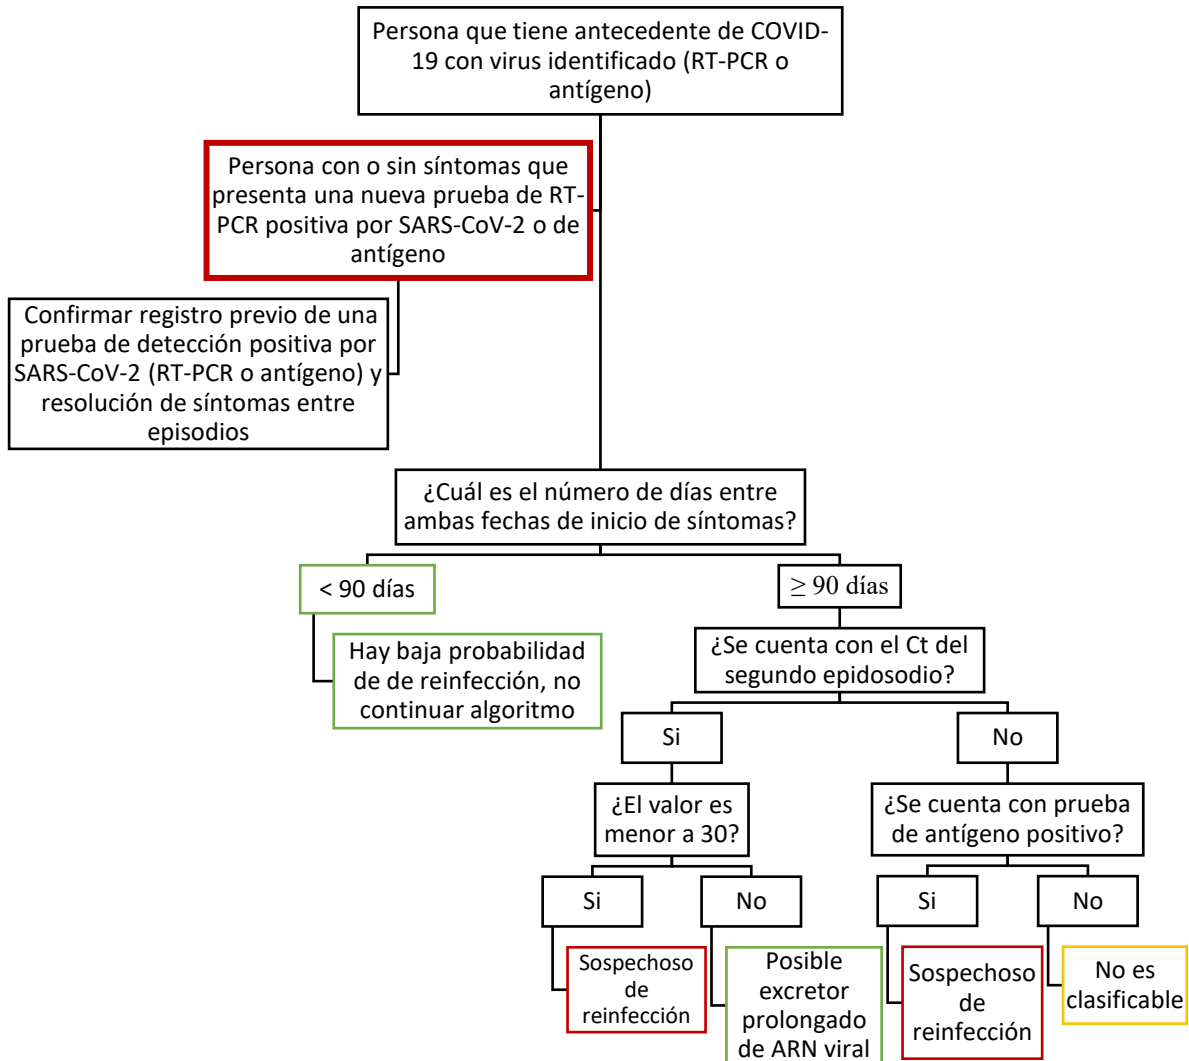 Persona que tiene antecedente de COVID-
19 con virus identificado (RT-PCR o
antígeno)
Persona con o sin síntomas que
presenta una nueva prueba de RT-
PCR positiva por SARS-CoV-2 o de
antígeno
Confirmar registro previo de una
prueba de detección positiva por
SARS-CoV-2 (RT-PCR o antígeno) y
resolución de síntomas entre
episodios
¿Cuál es el número de días entre
ambas fechas de inicio de síntomas?
< 90 días
≥ 90 días
Hay baja probabilidad
de de reinfección, no
continuar algoritmo
¿Se cuenta con el Ct del
segundo epidosodio?
Si
No
¿El valor es
menor a 30?
¿Se cuenta con prueba
de antígeno positivo?
Si
No
Si
No
Sospechoso
de
reinfección
Posible
excretor
prolongado
de ARN viral
Sospechoso
de
reinfección
No es
clasificable